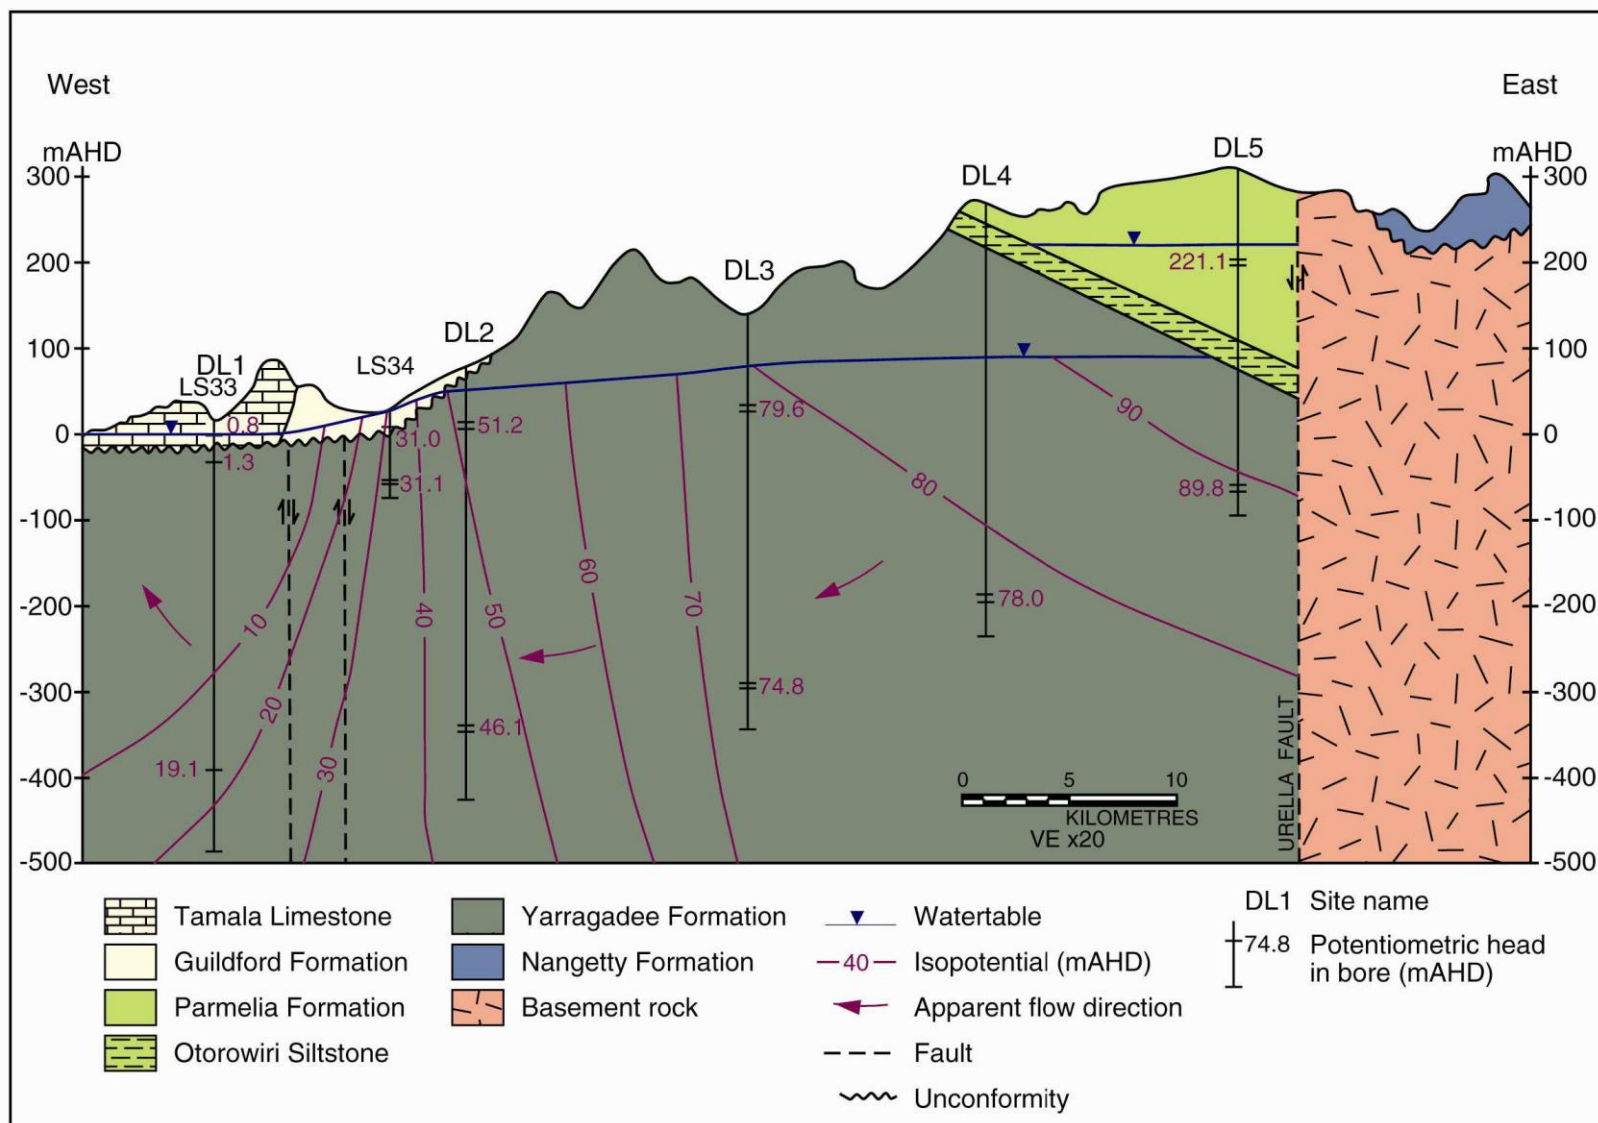 West
East
mAHD
mAHD
300
200
100
0
-100
-200
-300
-400
-500
300
200
100
0
-100
-200
-300
-400
-500
DL1
LS33
LS34
DL2
DL3
DL4
DL5
0.8
1.3
19.1
31.0
31.1
51.2
46.1
79.6
74.8
78.0
221.1
89.8
10
20
30
40
50
60
70
80
90
URELLA FAULT
0 5 10
KILOMETRES
VE x20
Tamala Limestone
Guildford Formation
Parmelia Formation
Otorowiri Siltstone
Yarragadee Formation
Nangetty Formation
Basement rock
Watertable
40 Isopotential (mAHD)
Apparent flow direction
Fault
Unconformity
DL1 Site name
74.8 Potentiometric head
in bore (mAHD)